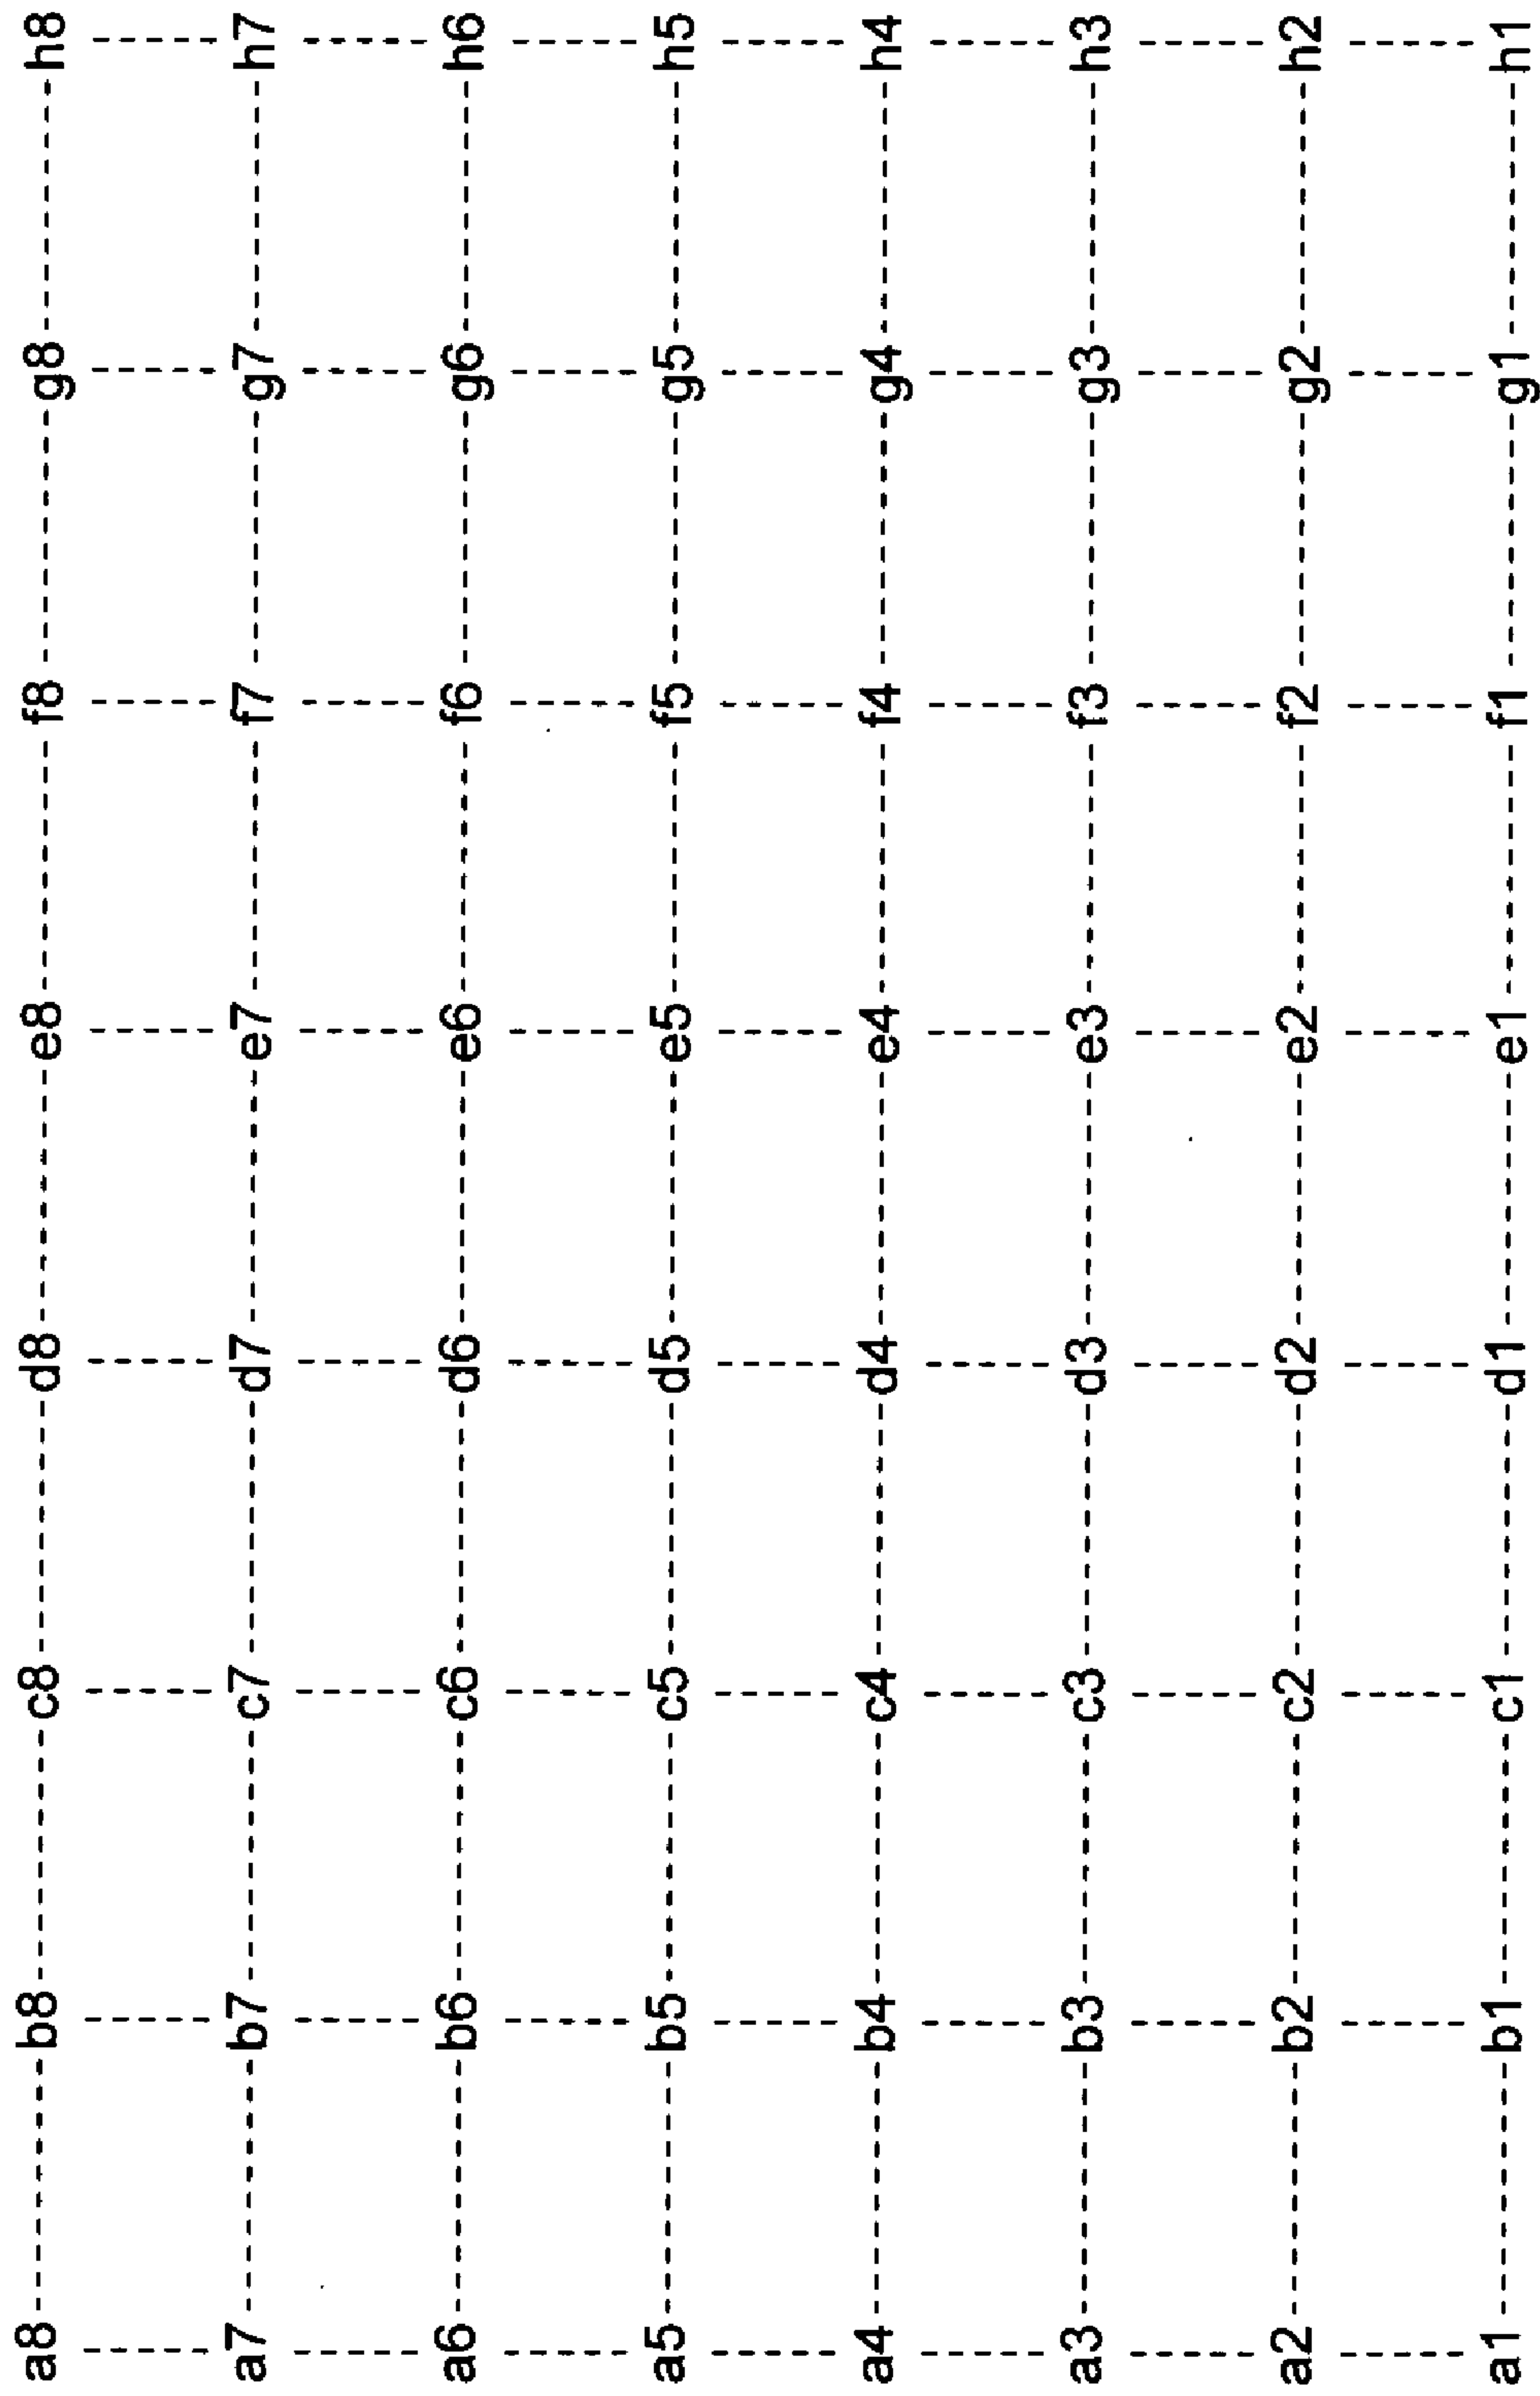 a8 b8 c8 d8 e8 f8 g8 h8
a7 b7 c7 d7 e7 f7 g7 h7
a6 b6 c6 d6 e6 f6 g6 h6
a5 b5 c5 d5 e5 f5 g5 h5
a4 b4 c4 d4 e4 f4 g4 h4
a3 b3 c3 d3 e3 f3 g3 h3
a2 b2 c2 d2 e2 f2 g2 h2
a1 b1 c1 d1 e1 f1 g1 h1